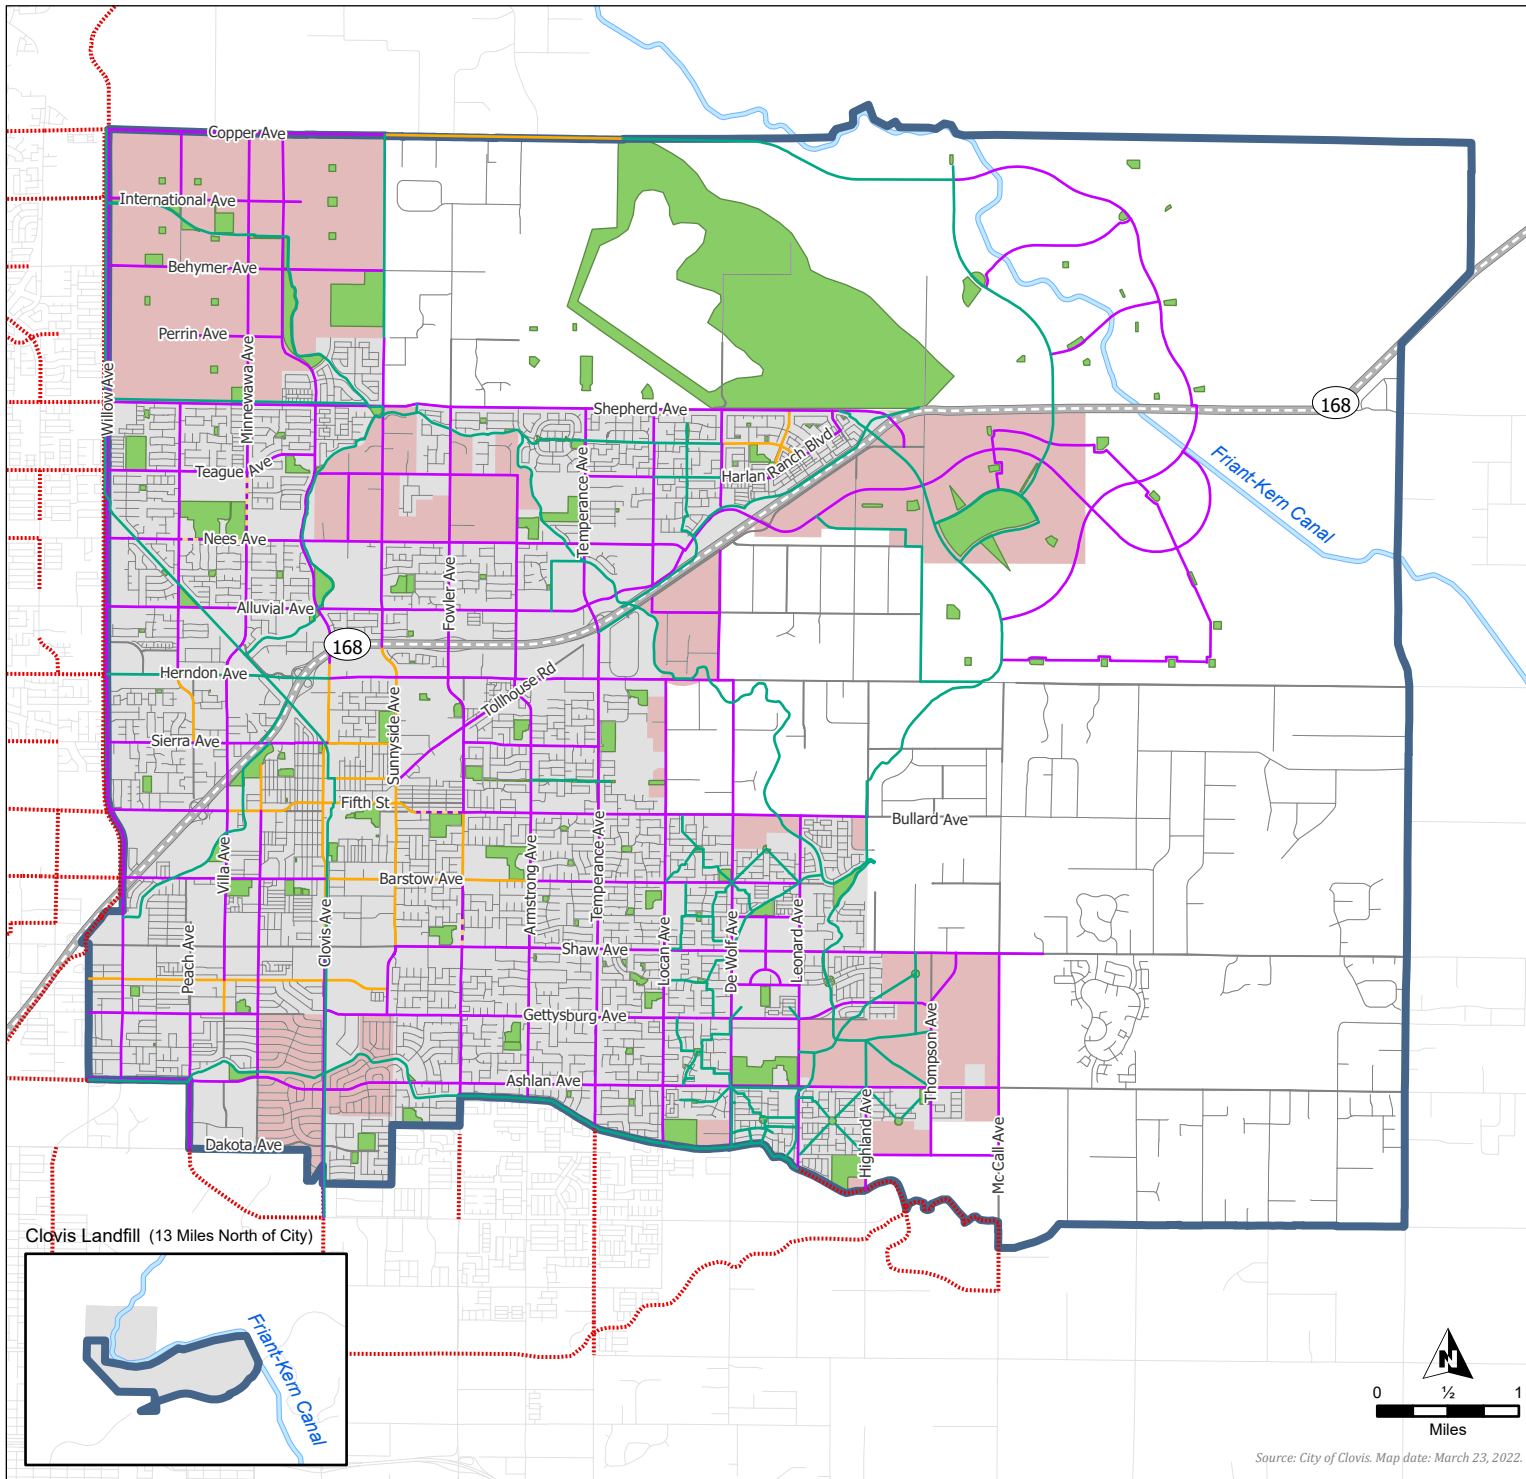 Copper Ave
International Ave
Behymer Ave
Perrin Ave
Willow Ave
Minnewawa Ave
Shepherd Ave
168
Teague Ave
Temperance Ave
Harlan Ranch Blvd
Friant-Kern Canal
Nees Ave
Fowler Ave
Alluvial Ave
168
Herndon Ave
Tollhouse Rd
Sunnyside Ave
Sierra Ave
Fifth St
Bullard Ave
Villa Ave
Barstow Ave
Armstrong Ave
Temperance Ave
Clovis Ave
Peach Ave
Shaw Ave
Locan Ave
De Wolf Ave
Leonard Ave
Gettysburg Ave
Thompson Ave
Ashlan Ave
Highland Ave
Dakota Ave
Mc Call Ave
Clovis Landfill (13 Miles North of City)
Friant-Kern Canal
N
0 ½ 1
Miles
Source: City of Clovis. Map date: March 23, 2022.